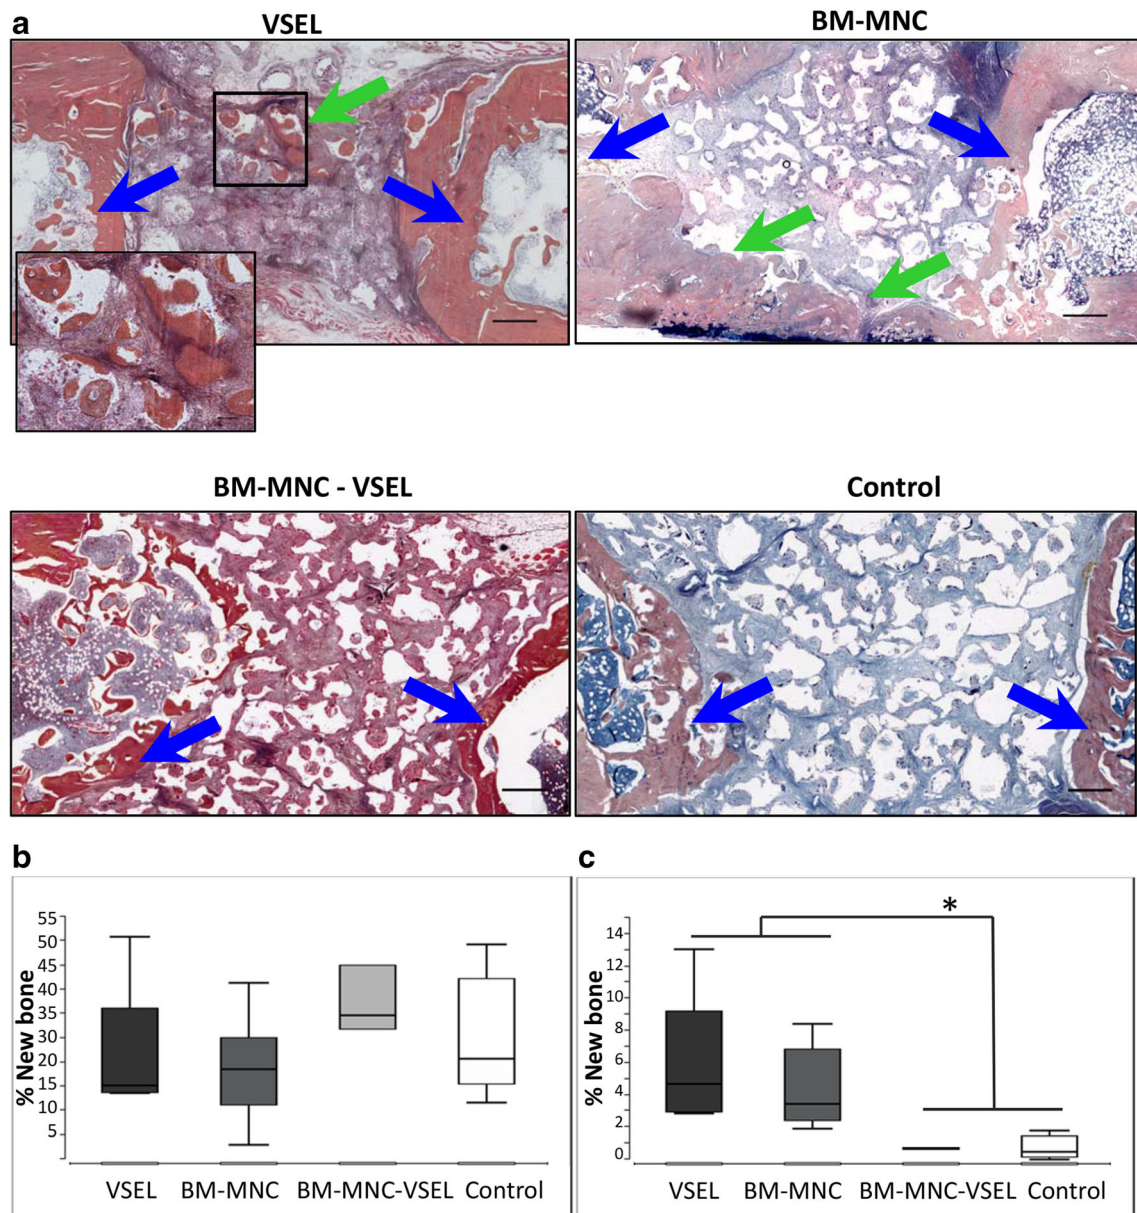 a
VSEL
BM-MNC
BM-MNC - VSEL
Control
b
% New bone
55
50
45
40
35
30
25
20
15
10
5
VSEL
BM-MNC
BM-MNC-VSEL
Control
c
*
% New bone
14
12
10
8
6
4
2
0
VSEL
BM-MNC
BM-MNC-VSEL
Control